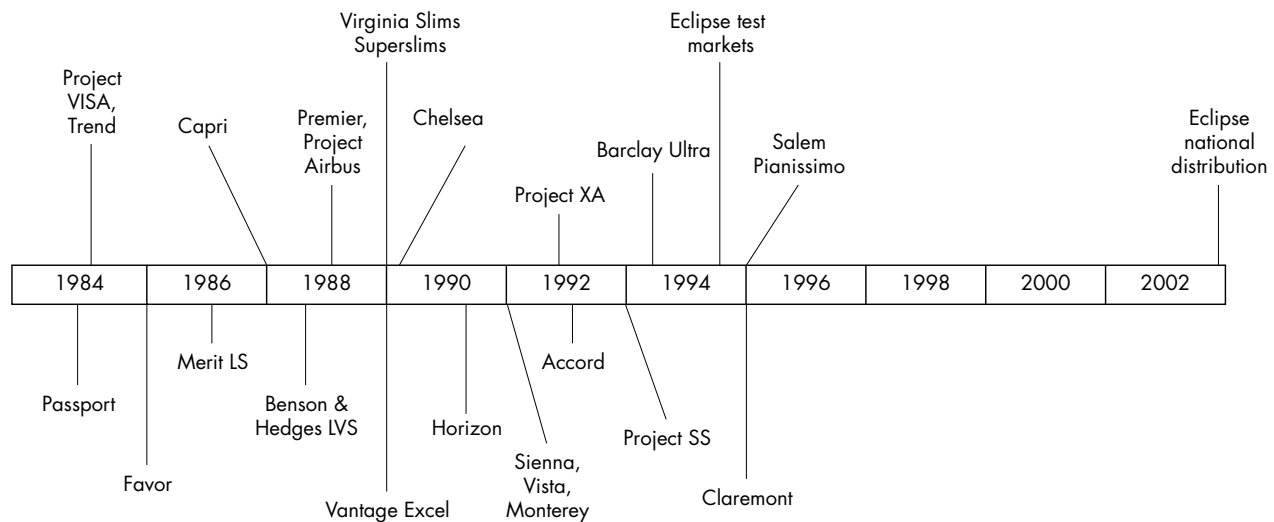 Virginia Slims
Superslims
Eclipse test
markets
Project
VISA,
Trend
Capri
Premier,
Project
Airbus
Chelsea
Barclay Ultra
Salem
Pianissimo
Eclipse
national
distribution
Project XA
1984 1986 1988 1990 1992 1994 1996 1998 2000 2002
Merit LS
Accord
Passport
Benson &
Hedges LVS
Horizon
Project SS
Favor
Sienna,
Vista,
Monterey
Claremont
Vantage Excel